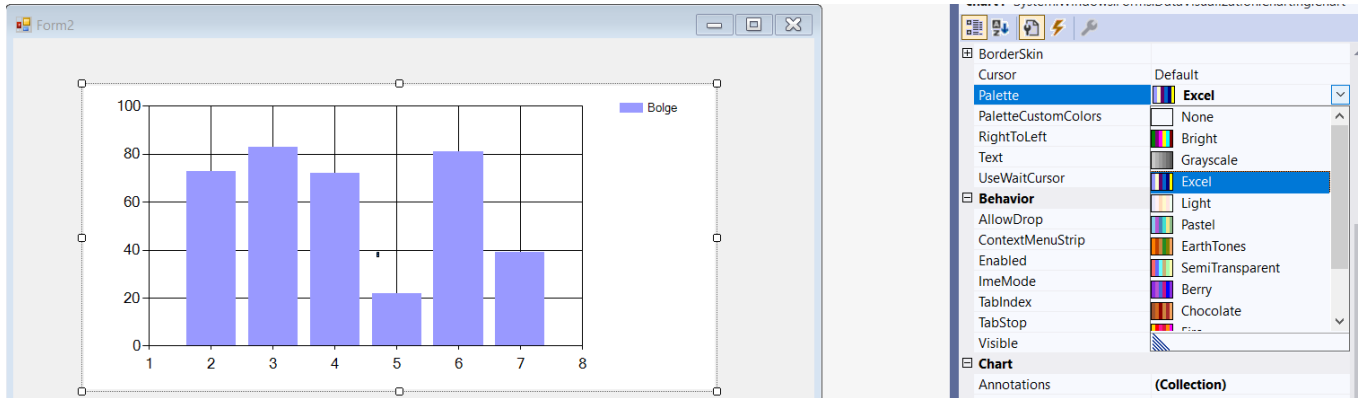 Form2
100
80
60
40
20
0
1 2 3 4 5 6 7 8
Bolge
BorderSkin
Cursor Default
Palette Excel
PaletteCustomColors None
RightToLeft Bright
Text Grayscale
UseWaitCursor Excel
Behavior Light
AllowDrop Pastel
ContextMenuStrip EarthTones
Enabled SemiTransparent
ImeMode Berry
TabIndex Chocolate
TabStop
Visible
Chart
Annotations (Collection)